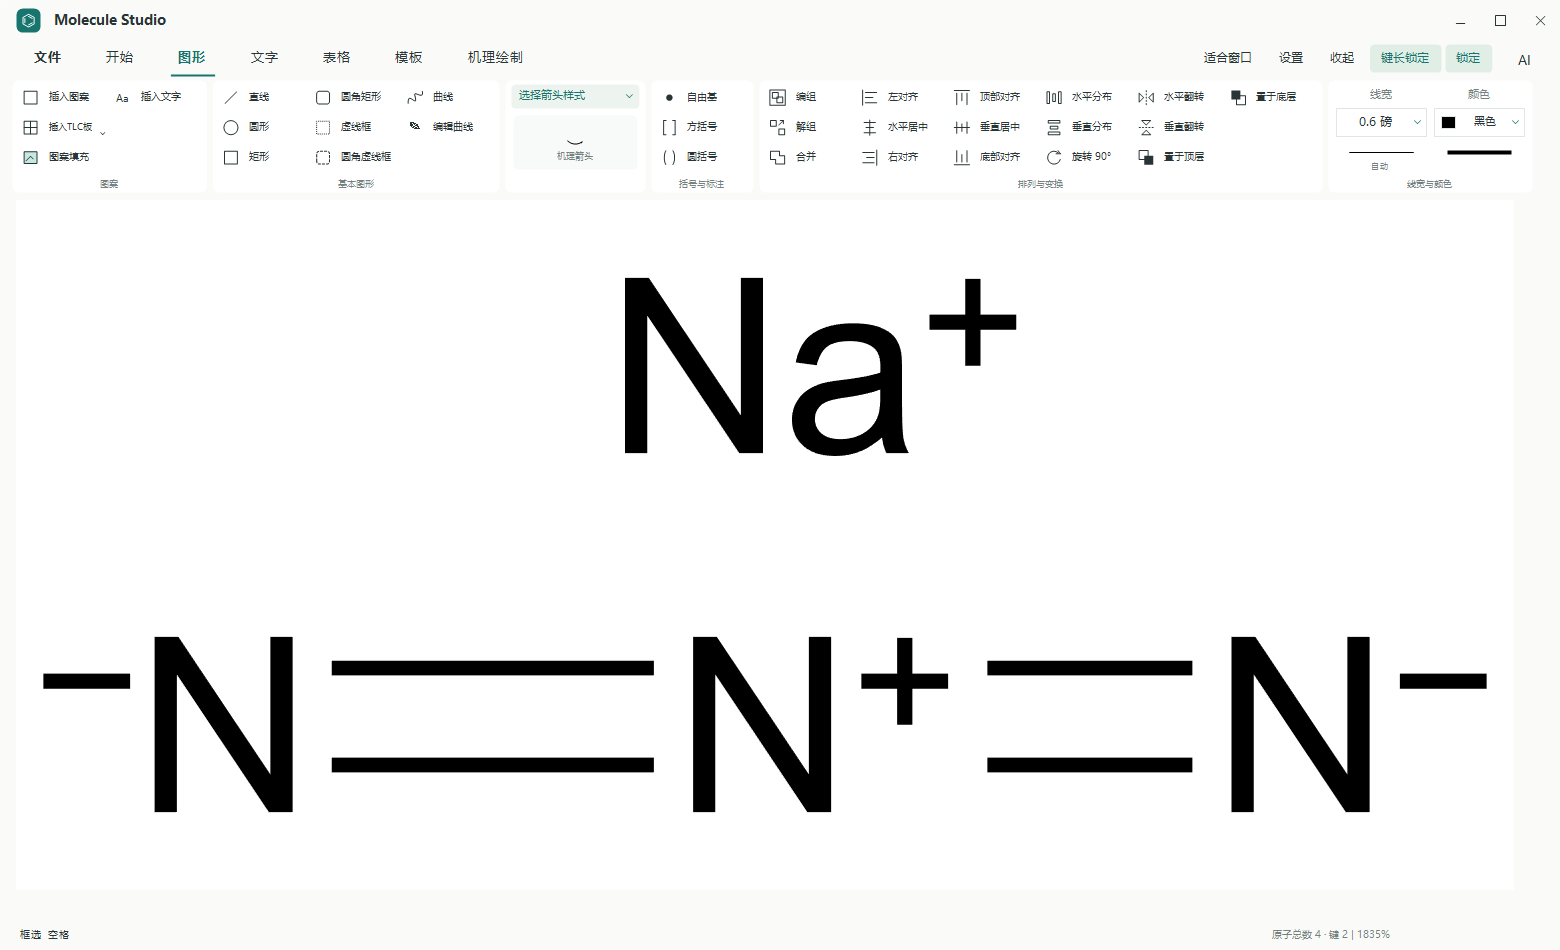 Molecule Studio
文件 开始 图形 文字 表格 模板 机理绘制 适合窗口 设置 收起 键长锁定 锁定 AI
插入图案 Aa 插入文字 直线 圆角矩形 曲线 选择箭头样式 自由基 编组 左对齐 顶部对齐 水平分布 水平翻转 置于底层 线宽 颜色
插入TLC板 圆形 虚线框 编辑曲线 [ ] 方括号 解组 水平居中 垂直居中 垂直分布 垂直翻转 0.6 磅 黑色
图案填充 矩形 圆角虚线框 机理箭头 ( ) 圆括号 合并 右对齐 底部对齐 旋转 90° 置于顶层 自动
图案 基本图形 括号与标注 排列与变换 线宽与颜色
Na+
−N=N+=N−
框选 空格 原子总数 4 · 键 2 | 1835%